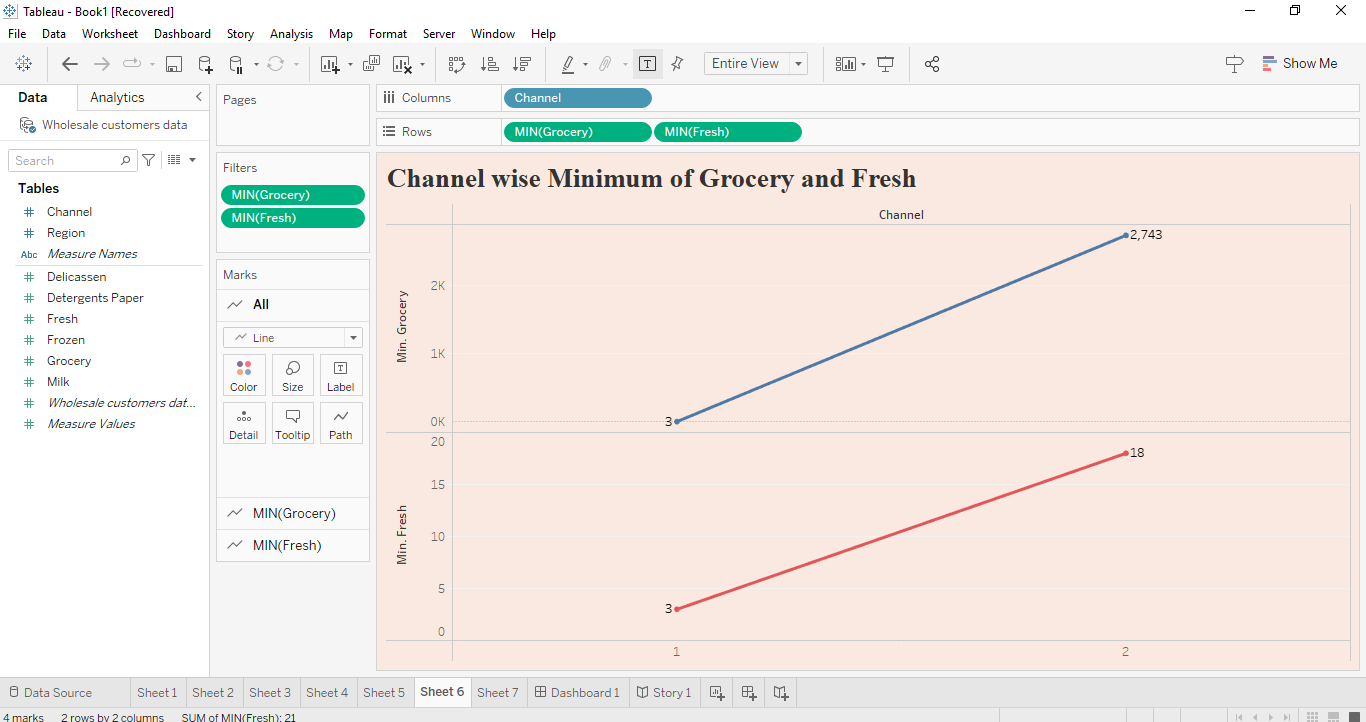 Tableau - Book1 [Recovered]
File Data Worksheet Dashboard Story Analysis Map Format Server Window Help
Entire View
Show Me
Data Analytics
Wholesale customers data
Search
Tables
Channel
Region
Abc Measure Names
Delicassen
Detergents Paper
Fresh
Frozen
Grocery
Milk
Wholesale customers dat...
Measure Values
Pages
Filters
MIN(Grocery)
MIN(Fresh)
Marks
All
Line
Color Size Label
Detail Tooltip Path
MIN(Grocery)
MIN(Fresh)
Columns Channel
Rows MIN(Grocery) MIN(Fresh)
Channel wise Minimum of Grocery and Fresh
Channel
Min. Grocery
2K
1K
0K
2,743
3
Min. Fresh
20
15
10
5
0
18
3
1 2
Data Source Sheet 1 Sheet 2 Sheet 3 Sheet 4 Sheet 5 Sheet 6 Sheet 7 Dashboard 1 Story 1
4 marks 2 rows by 2 columns SUM of MIN(Fresh): 21